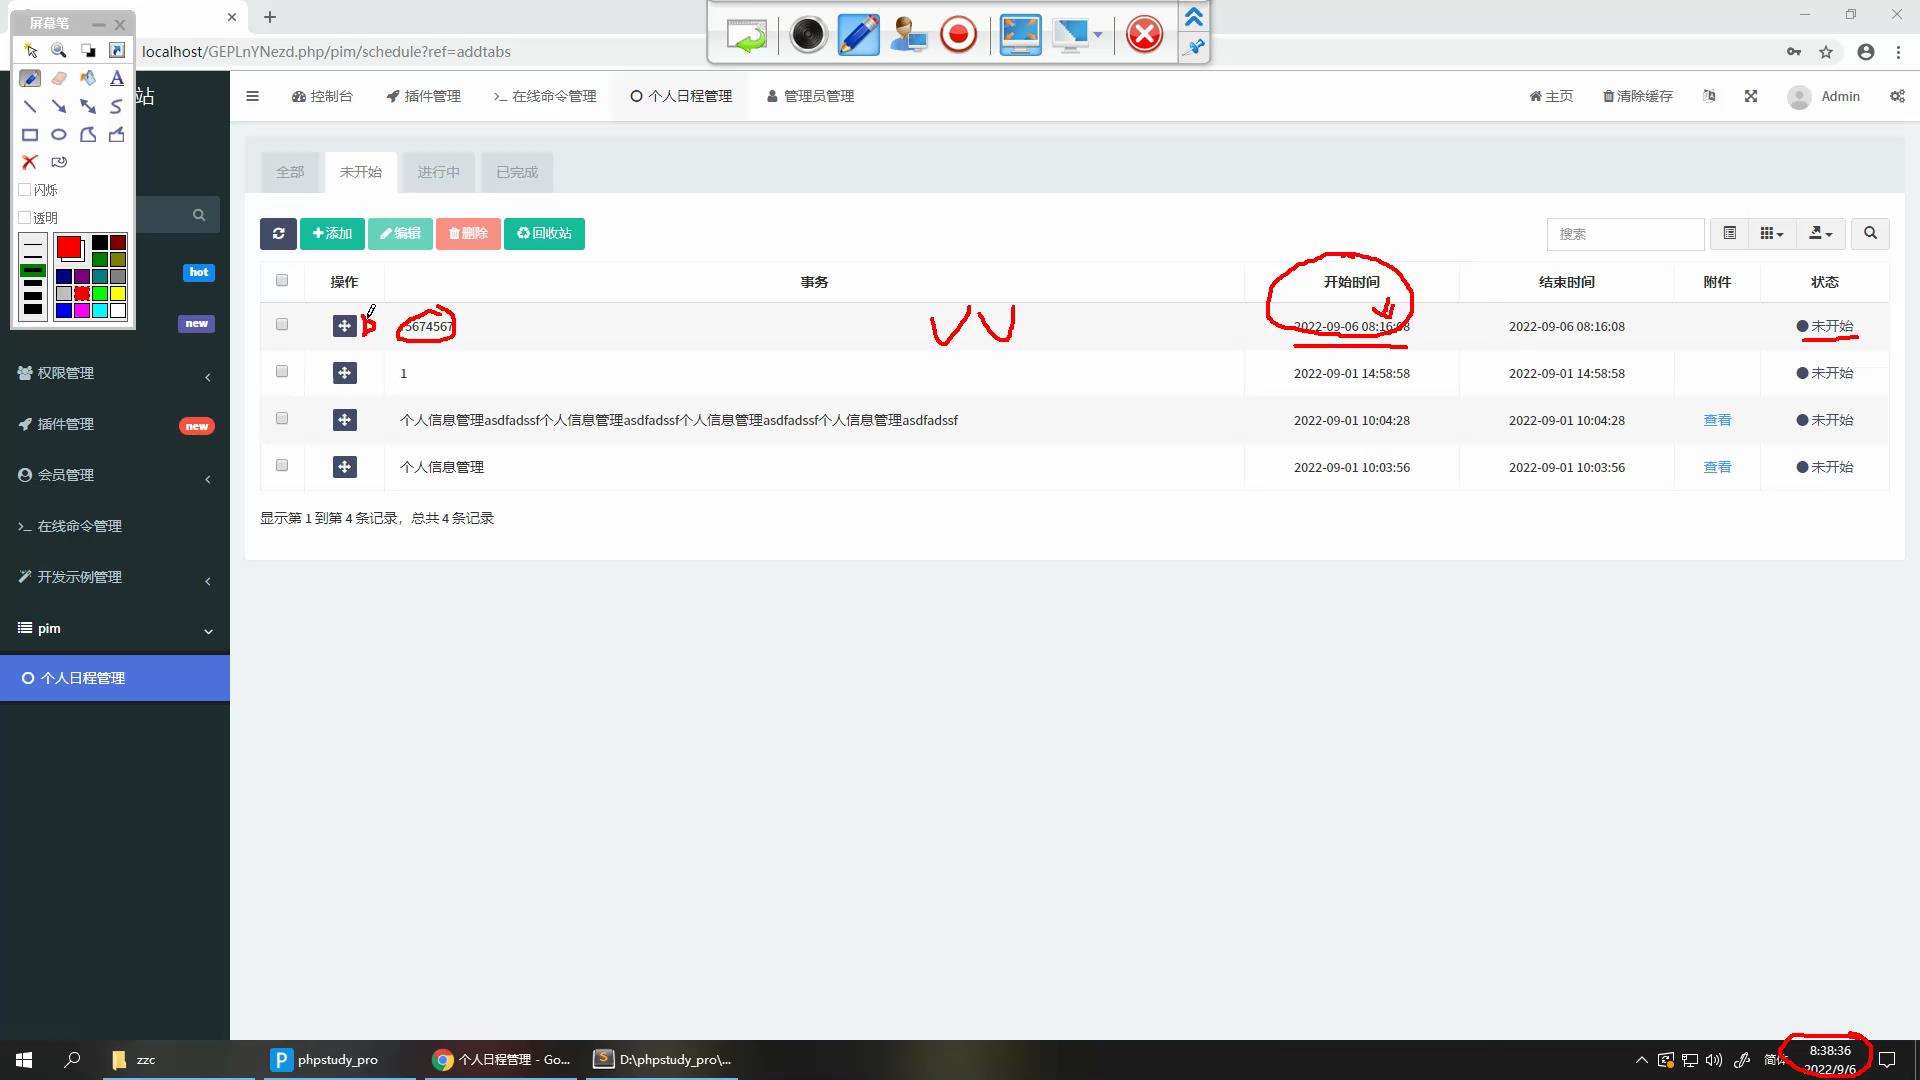 屏幕笔
localhost/GEPLnYNezd.php/pim/schedule?ref=addtabs
站
控制台
插件管理
在线命令管理
个人日程管理
管理员管理
主页
清除缓存
Admin
闪烁
透明
hot
new
权限管理
插件管理
new
会员管理
在线命令管理
开发示例管理
pim
个人日程管理
全部
未开始
进行中
已完成
添加
编辑
删除
回收站
搜索
操作 事务 开始时间 结束时间 附件 状态
5674567 2022-09-06 08:16:08 2022-09-06 08:16:08 未开始
1 2022-09-01 14:58:58 2022-09-01 14:58:58 未开始
个人信息管理asdfadssf个人信息管理asdfadssf个人信息管理asdfadssf个人信息管理asdfadssf 2022-09-01 10:04:28 2022-09-01 10:04:28 查看 未开始
个人信息管理 2022-09-01 10:03:56 2022-09-01 10:03:56 查看 未开始
显示第 1 到第 4 条记录，总共 4 条记录
zzc
phpstudy_pro
个人日程管理 - Go...
D:\phpstudy_pro\...
简体
8:38:36
2022/9/6